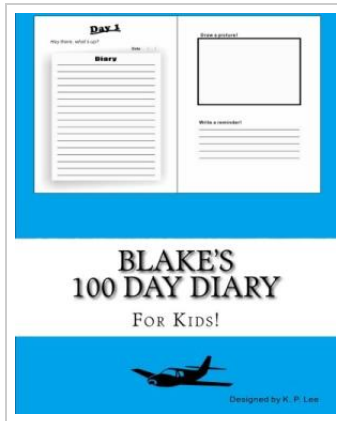 Day 1
Hey there, what's up?
Date
Diary
Draw a picture!
Write a reminder!
BLAKE'S
100 DAY DIARY
FOR KIDS!
Designed by K. P. Lee